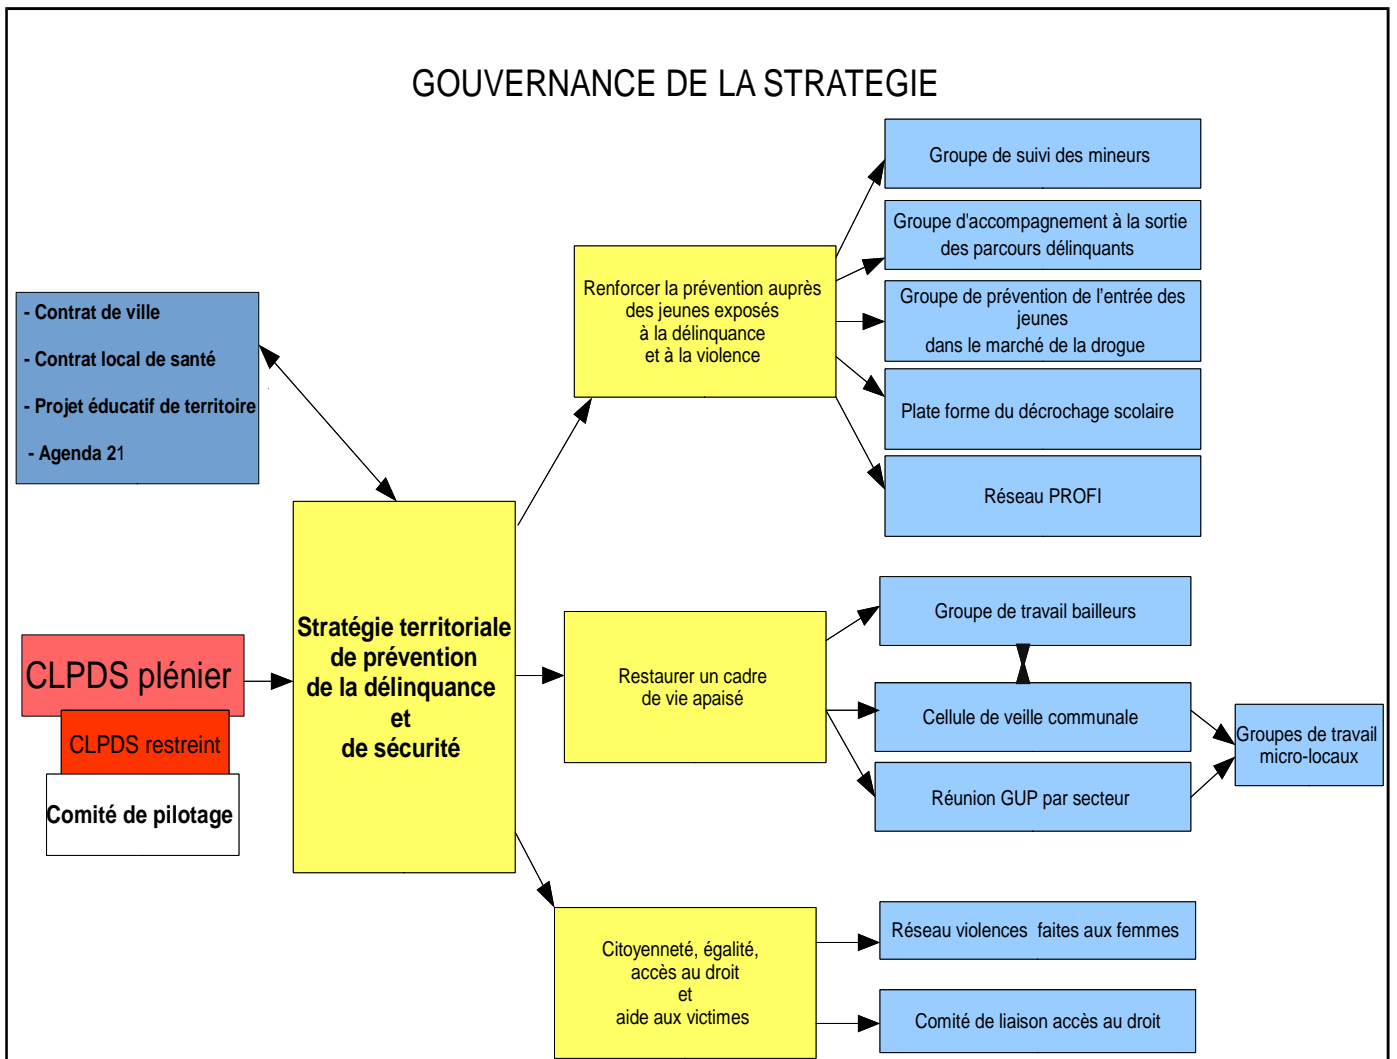 GOUVERNANCE DE LA STRATEGIE
- Contrat de ville
- Contrat local de santé
- Projet éducatif de territoire
- Agenda 21
CLPDS plénier
CLPDS restreint
Comité de pilotage
Stratégie territoriale
de prévention
de la délinquance
et
de sécurité
Renforcer la prévention auprès
des jeunes exposés
à la délinquance
et à la violence
Groupe de suivi des mineurs
Groupe d'accompagnement à la sortie
des parcours délinquants
Groupe de prévention de l'entrée des
jeunes
dans le marché de la drogue
Plate forme du décrochage scolaire
Réseau PROFI
Restaurer un cadre
de vie apaisé
Groupe de travail bailleurs
Cellule de veille communale
Réunion GUP par secteur
Groupes de travail
micro-locaux
Citoyenneté, égalité,
accès au droit
et
aide aux victimes
Réseau violences faites aux femmes
Comité de liaison accès au droit